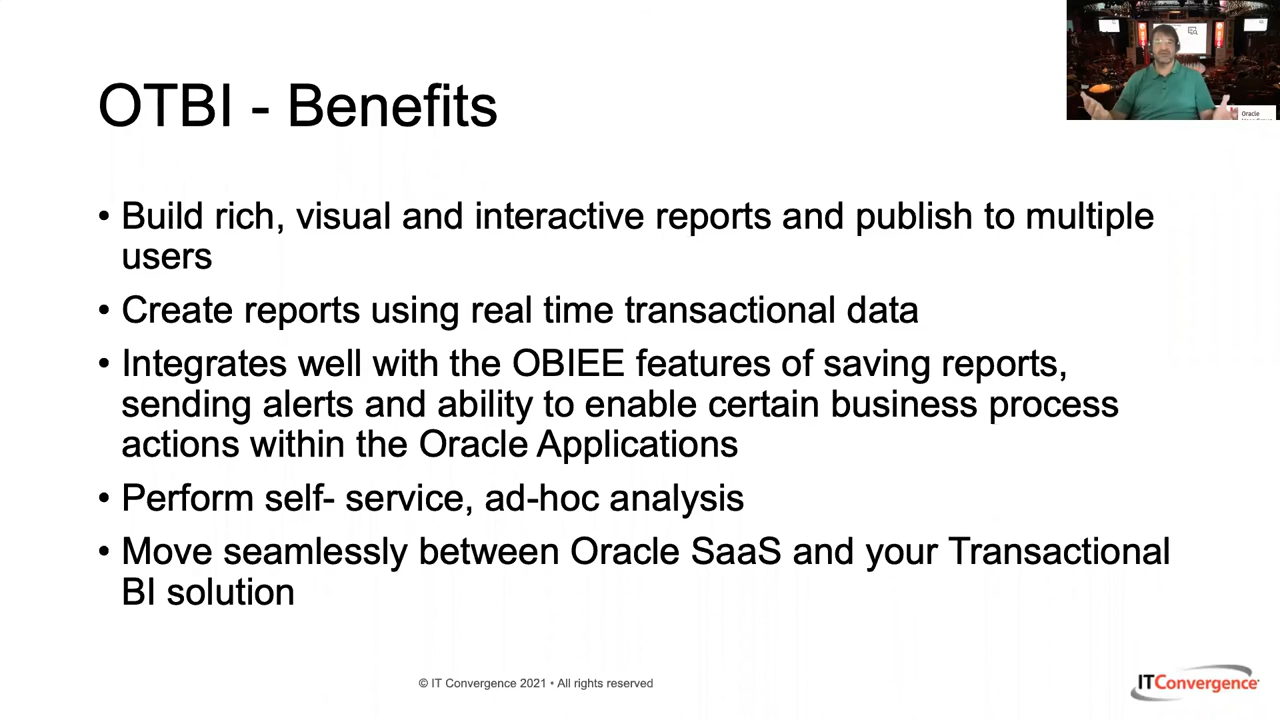 OTBI - Benefits
• Build rich, visual and interactive reports and publish to multiple
users
• Create reports using real time transactional data
• Integrates well with the OBIEE features of saving reports,
sending alerts and ability to enable certain business process
actions within the Oracle Applications
• Perform self- service, ad-hoc analysis
• Move seamlessly between Oracle SaaS and your Transactional
BI solution
© IT Convergence 2021 • All rights reserved
ITConvergence
Oracle